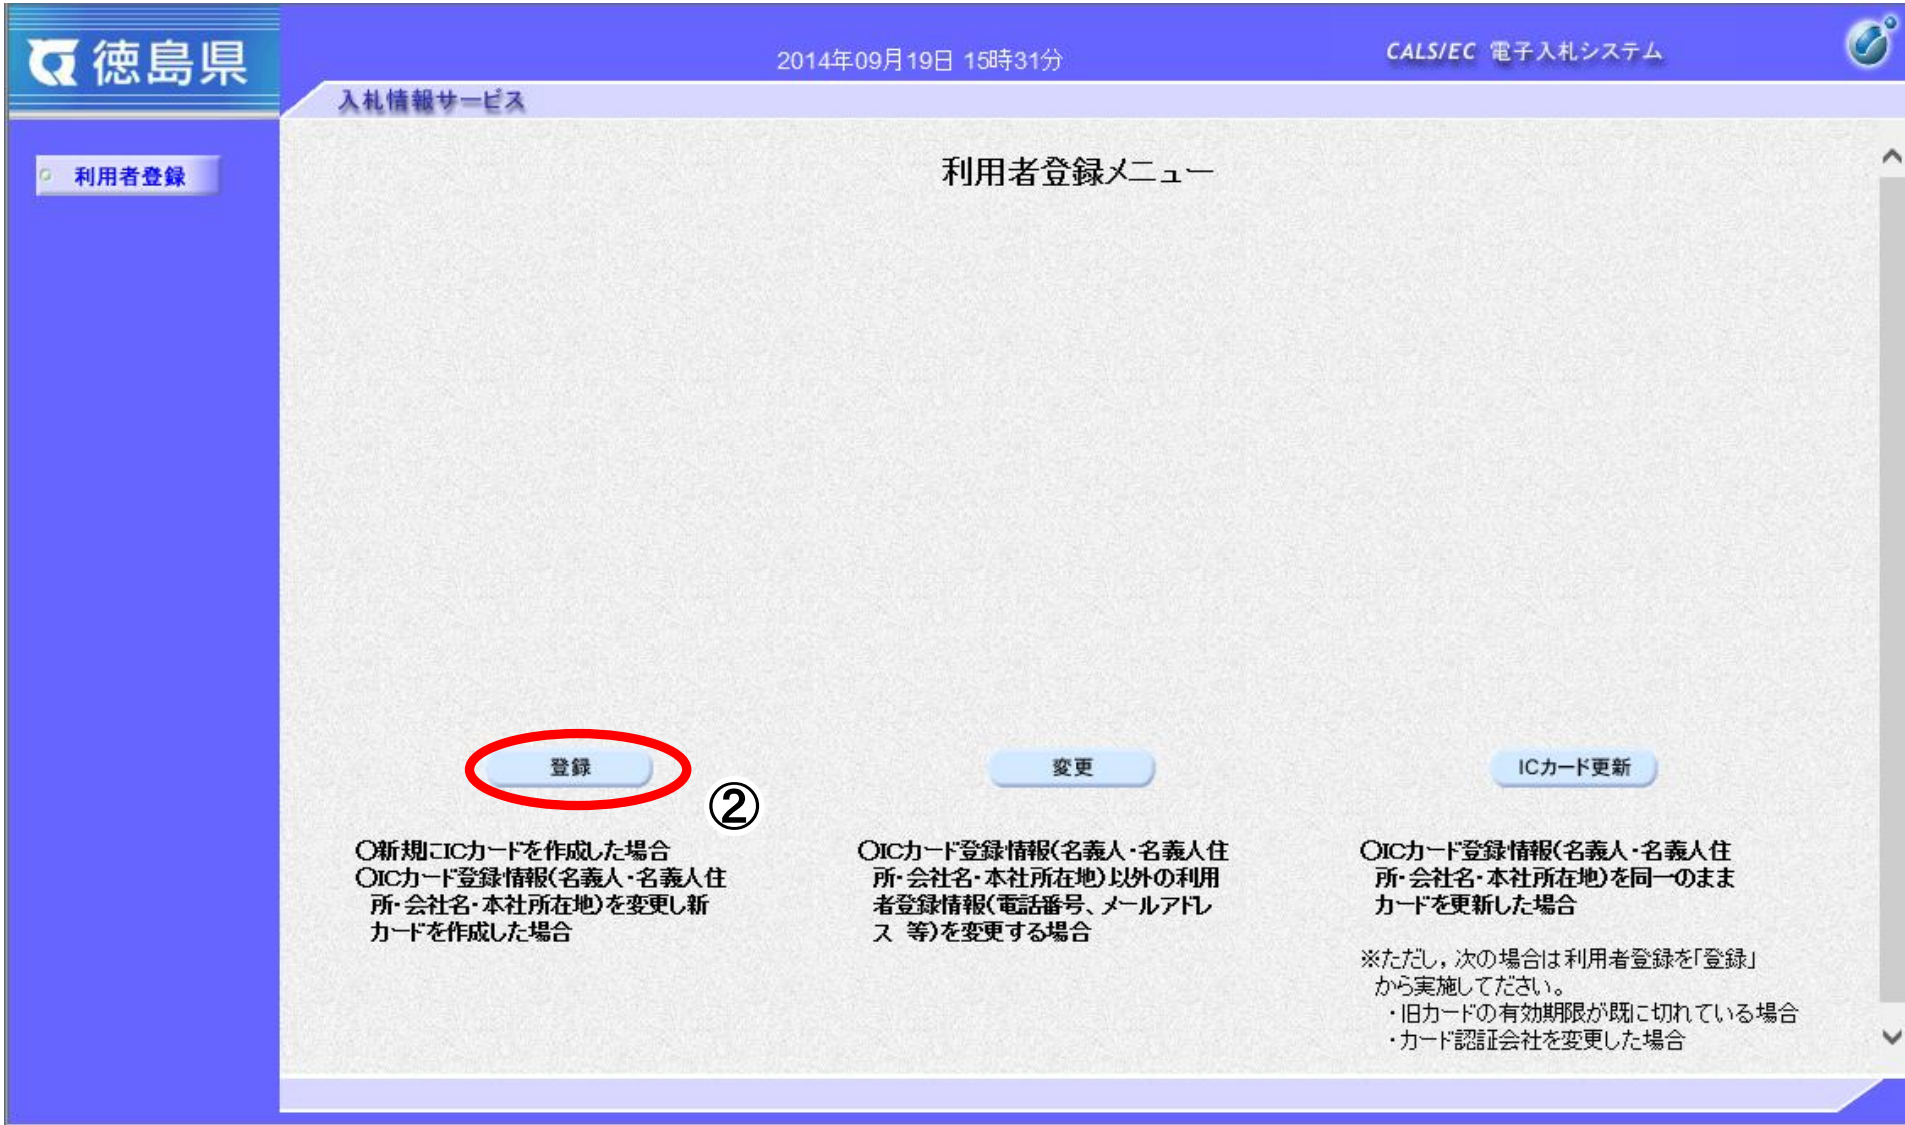 徳島県
2014年09月19日 15時31分
CALS/EC 電子入札システム
入札情報サービス
利用者登録
利用者登録メニュー
登録
②
変更
ICカード更新
○新規にICカードを作成した場合
○ICカード登録情報(名義人・名義人住
所・会社名・本社所在地)を変更し新
カードを作成した場合
○ICカード登録情報(名義人・名義人住
所・会社名・本社所在地)以外の利用
者登録情報(電話番号、メールアドレ
ス 等)を変更する場合
○ICカード登録情報(名義人・名義人住
所・会社名・本社所在地)を同一のまま
カードを更新した場合
※ただし，次の場合は利用者登録を「登録」
から実施してださい。
・旧カードの有効期限が既に切れている場合
・カード認証会社を変更した場合